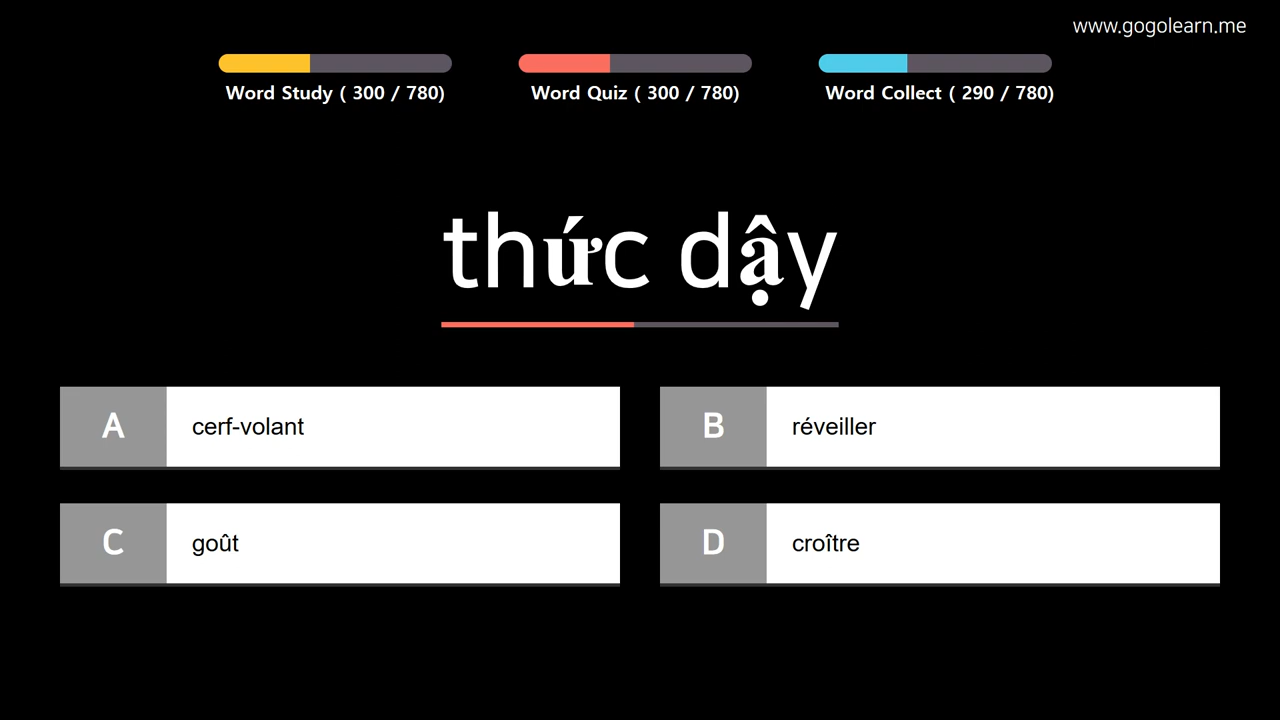 www.gogolearn.me
Word Study ( 300 / 780)
Word Quiz ( 300 / 780)
Word Collect ( 290 / 780)
thức dậy
A cerf-volant
B réveiller
C goût
D croître